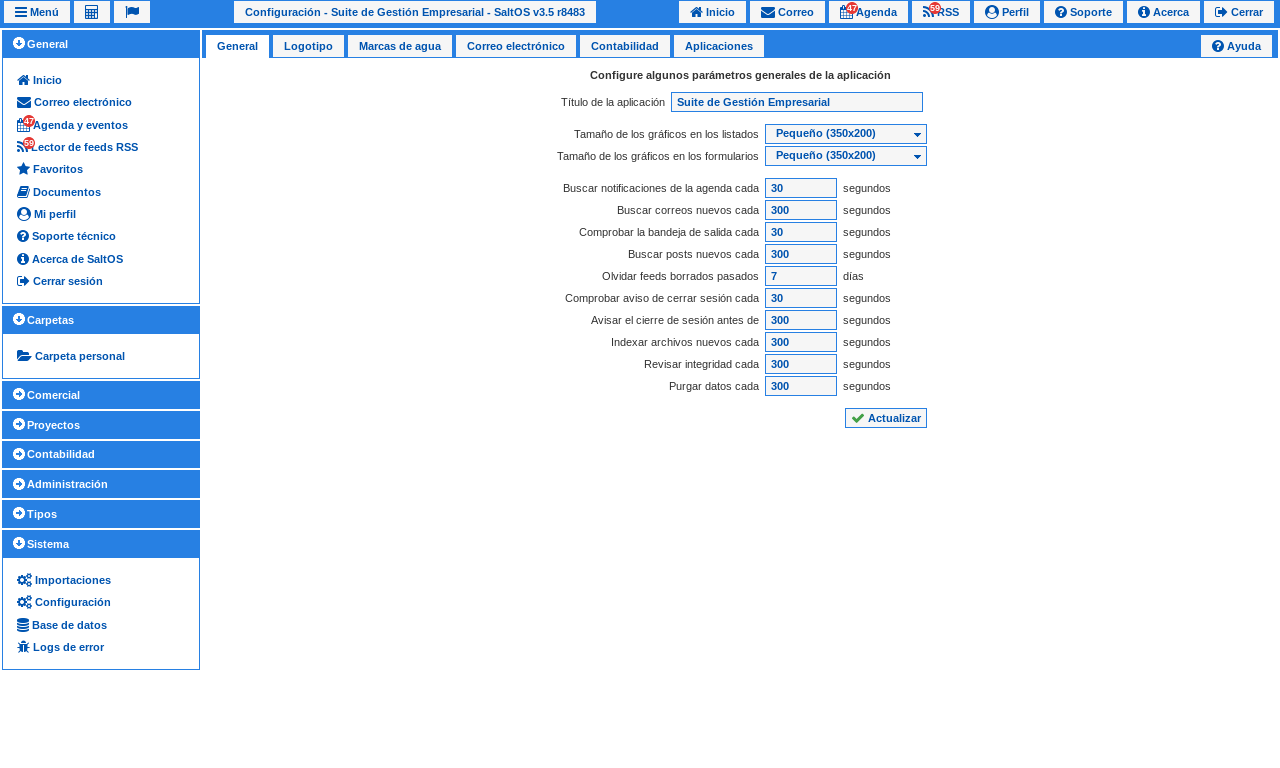 Menú
Configuración - Suite de Gestión Empresarial - SaltOS v3.5 r8483
Inicio
Correo
47
Agenda
59
RSS
Perfil
Soporte
Acerca
Cerrar
General
Inicio
Correo electrónico
47
Agenda y eventos
59
Lector de feeds RSS
Favoritos
Documentos
Mi perfil
Soporte técnico
Acerca de SaltOS
Cerrar sesión
Carpetas
Carpeta personal
Comercial
Proyectos
Contabilidad
Administración
Tipos
Sistema
Importaciones
Configuración
Base de datos
Logs de error
General
Logotipo
Marcas de agua
Correo electrónico
Contabilidad
Aplicaciones
Ayuda
Configure algunos parámetros generales de la aplicación
Título de la aplicación Suite de Gestión Empresarial
Tamaño de los gráficos en los listados Pequeño (350x200)
Tamaño de los gráficos en los formularios Pequeño (350x200)
Buscar notificaciones de la agenda cada 30 segundos
Buscar correos nuevos cada 300 segundos
Comprobar la bandeja de salida cada 30 segundos
Buscar posts nuevos cada 300 segundos
Olvidar feeds borrados pasados 7 días
Comprobar aviso de cerrar sesión cada 30 segundos
Avisar el cierre de sesión antes de 300 segundos
Indexar archivos nuevos cada 300 segundos
Revisar integridad cada 300 segundos
Purgar datos cada 300 segundos
Actualizar